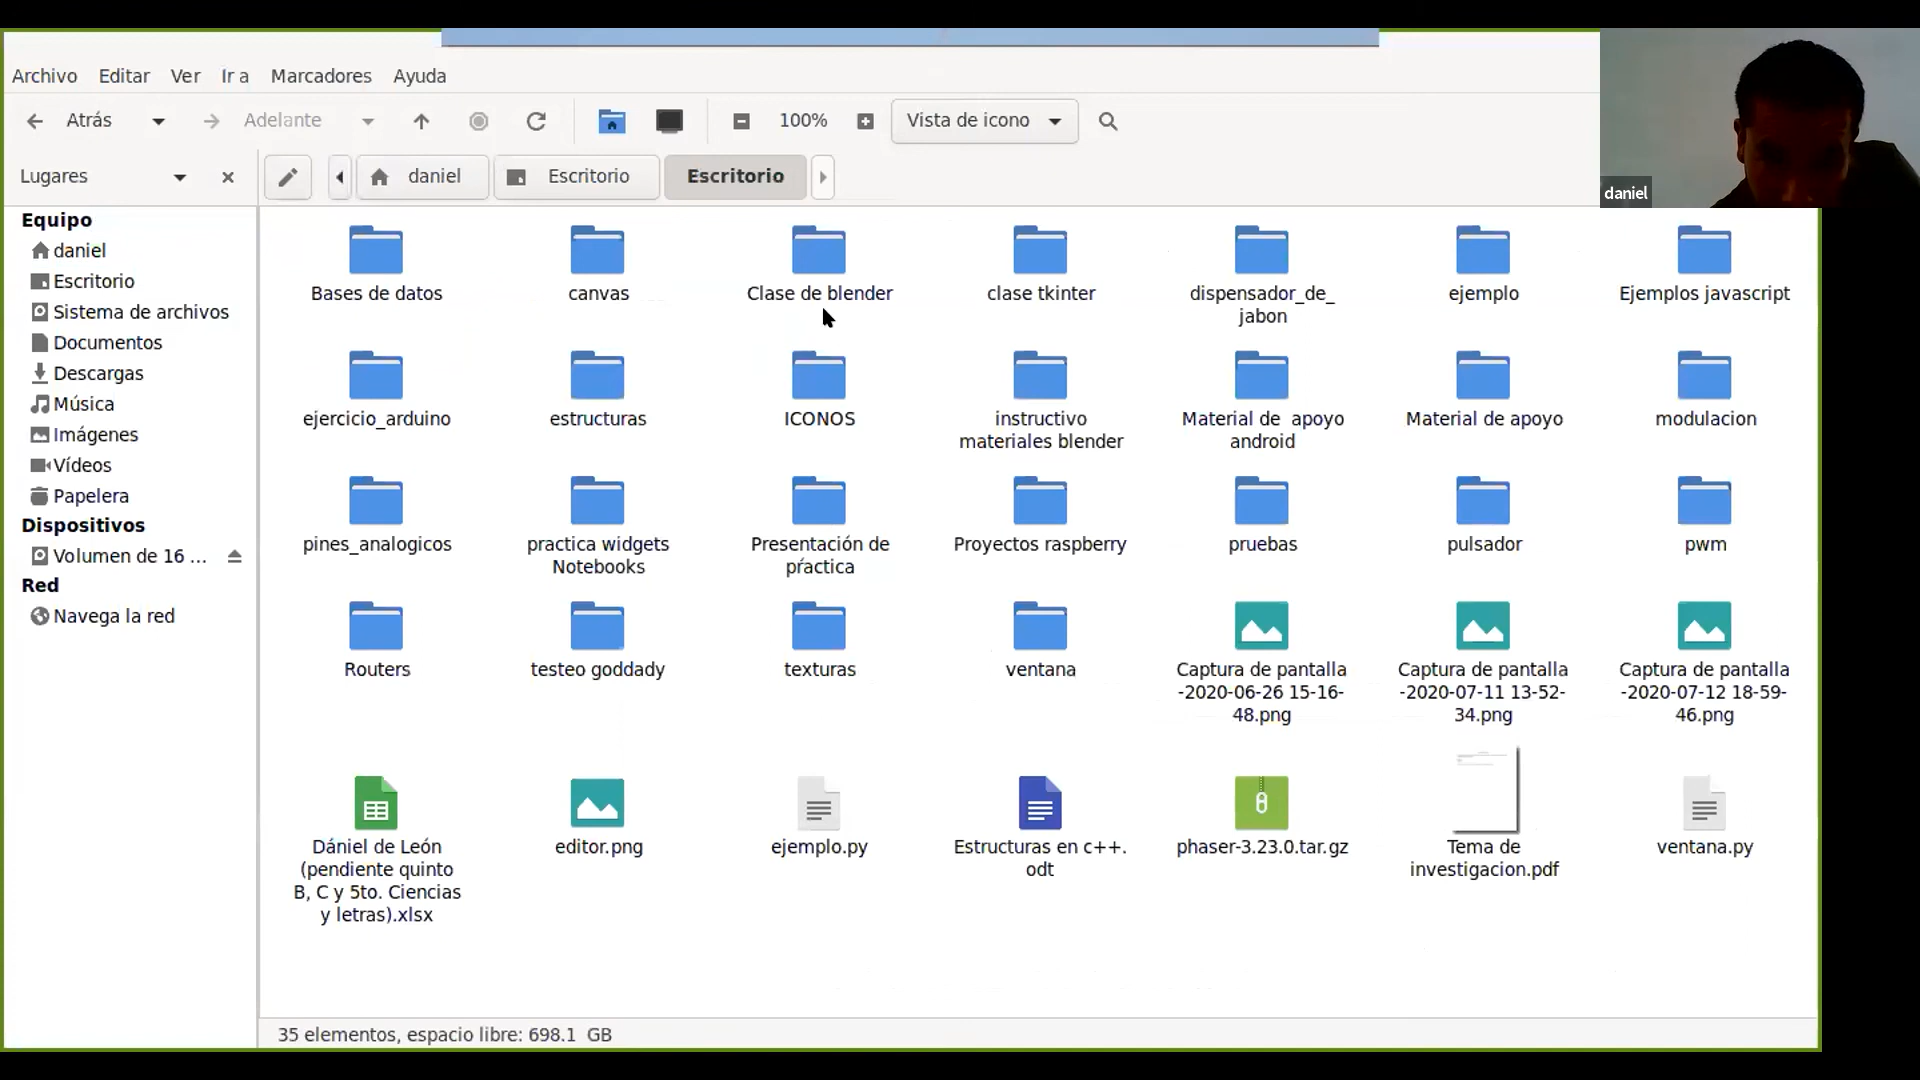 Archivo Editar Ver Ir a Marcadores Ayuda
Atrás Adelante 100% Vista de icono
Lugares daniel Escritorio Escritorio
daniel
Equipo
daniel
Escritorio
Sistema de archivos
Documentos
Descargas
Música
Imágenes
Vídeos
Papelera
Dispositivos
Volumen de 16 ...
Red
Navega la red
Bases de datos
canvas
Clase de blender
clase tkinter
dispensador_de_
jabon
ejemplo
Ejemplos javascript
ejercicio_arduino
estructuras
ICONOS
instructivo
materiales blender
Material de apoyo
android
Material de apoyo
modulacion
pines_analogicos
practica widgets
Notebooks
Presentación de
pŕactica
Proyectos raspberry
pruebas
pulsador
pwm
Routers
testeo goddady
texturas
ventana
Captura de pantalla
-2020-06-26 15-16-
48.png
Captura de pantalla
-2020-07-11 13-52-
34.png
Captura de pantalla
-2020-07-12 18-59-
46.png
Dániel de León
(pendiente quinto
B, C y 5to. Ciencias
y letras).xlsx
editor.png
ejemplo.py
Estructuras en c++.
odt
phaser-3.23.0.tar.gz
Tema de
investigacion.pdf
ventana.py
35 elementos, espacio libre: 698.1 GB